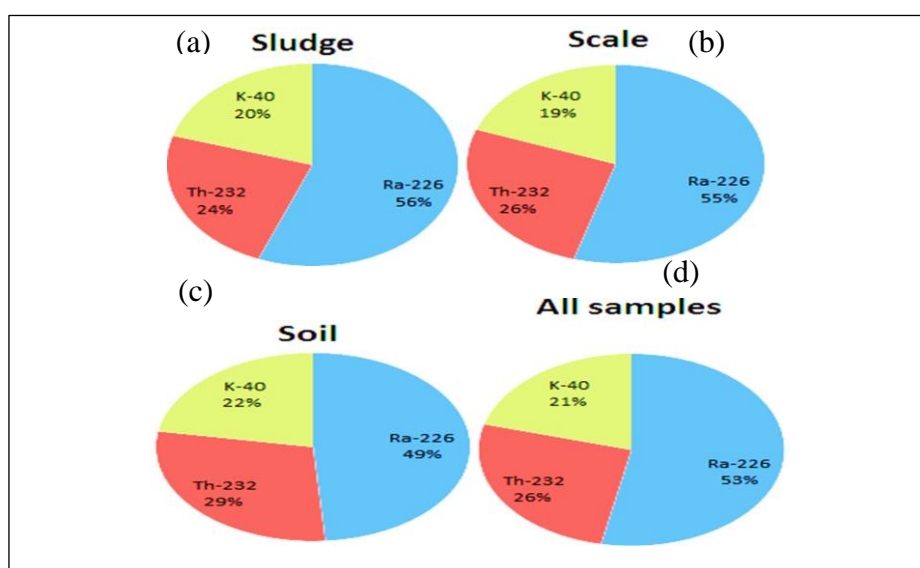 (a)
Sludge
K-40
20%
Th-232
24%
Ra-226
56%
Scale
(b)
K-40
19%
Th-232
26%
Ra-226
55%
(c)
Soil
K-40
22%
Th-232
29%
Ra-226
49%
(d)
All samples
K-40
21%
Th-232
26%
Ra-226
53%